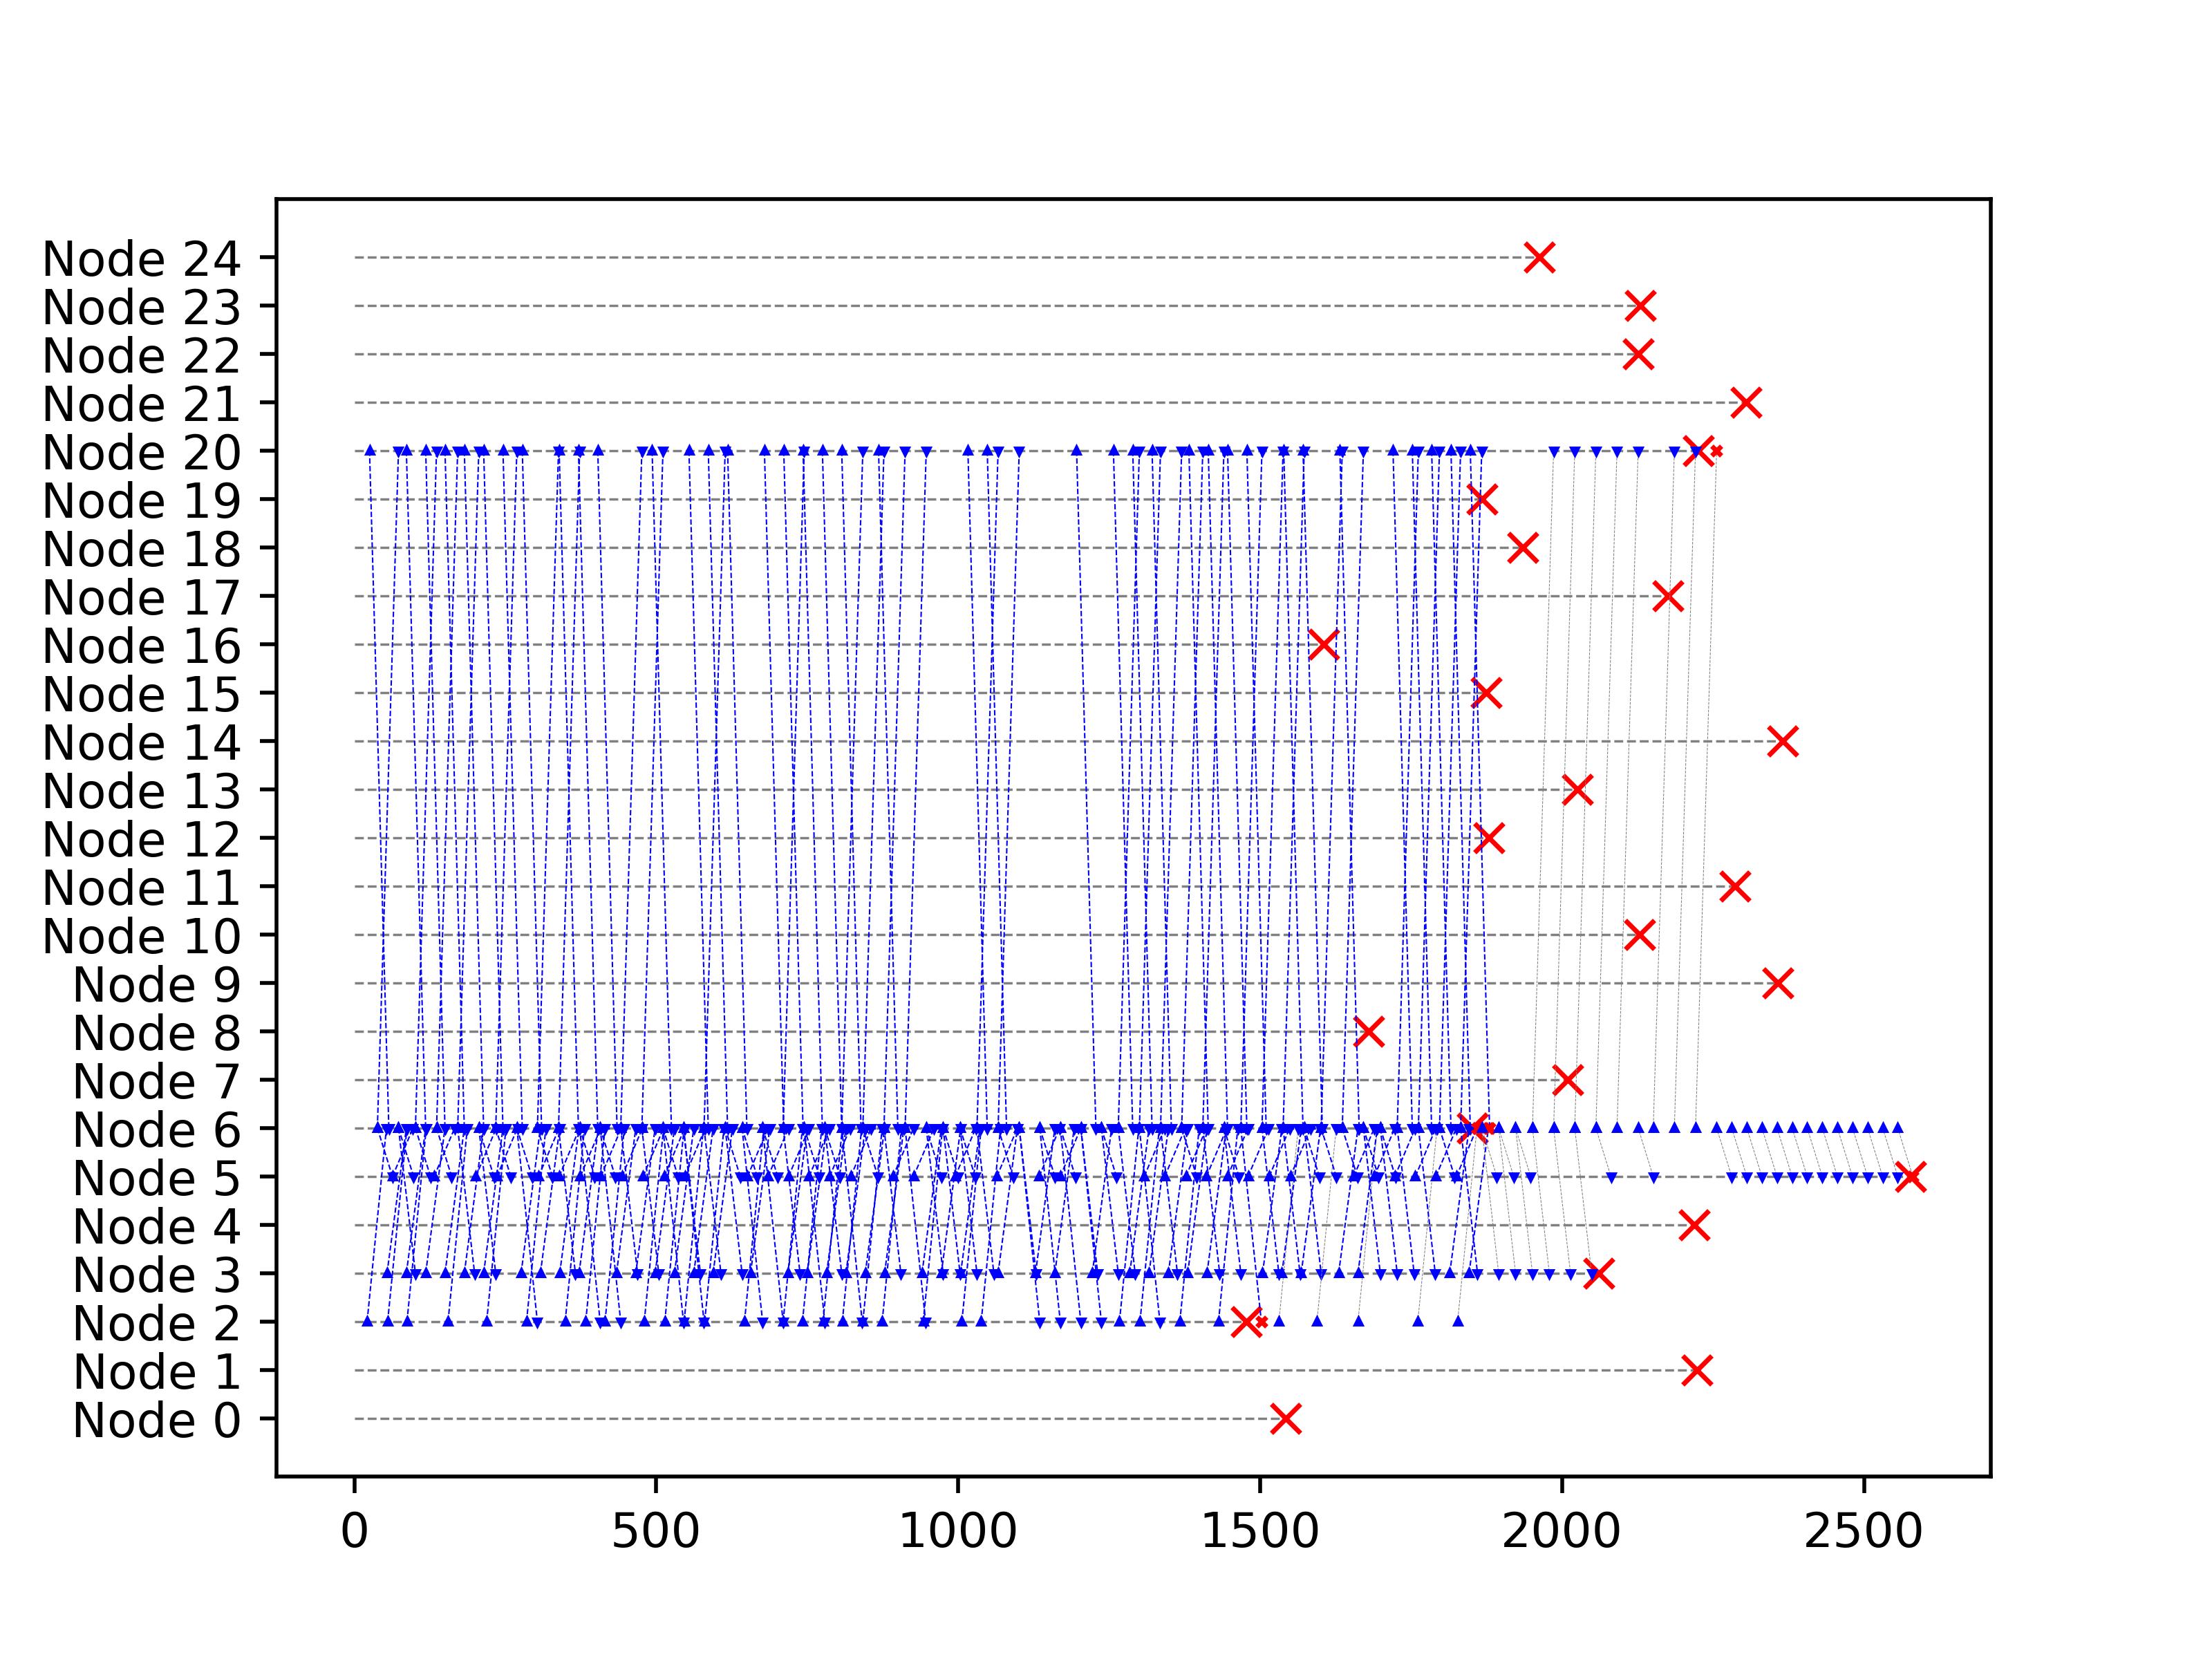 Node 24
Node 23
Node 22
Node 21
Node 20
Node 19
Node 18
Node 17
Node 16
Node 15
Node 14
Node 13
Node 12
Node 11
Node 10
Node 9
Node 8
Node 7
Node 6
Node 5
Node 4
Node 3
Node 2
Node 1
Node 0
0 500 1000 1500 2000 2500